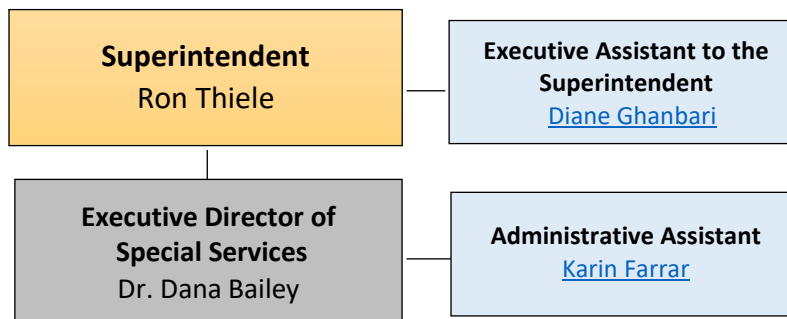 Superintendent
Ron Thiele
Executive Assistant to the
Superintendent
Diane Ghanbari
Executive Director of
Special Services
Dr. Dana Bailey
Administrative Assistant
Karin Farrar